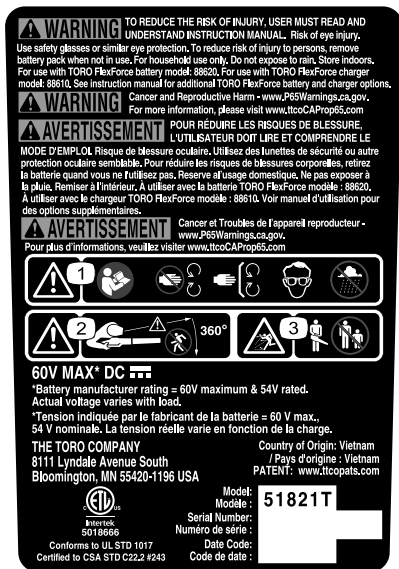 WARNING TO REDUCE THE RISK OF INJURY, USER MUST READ AND
UNDERSTAND INSTRUCTION MANUAL. Risk of eye injury.
Use safety glasses or similar eye protection. To reduce risk of injury to persons, remove
battery pack when not in use. For household use only. Do not expose to rain. Store indoors.
For use with TORO FlexForce battery model: 88620. For use with TORO FlexForce charger
model: 88610. See instruction manual for additional TORO FlexForce battery and charger options.
WARNING Cancer and Reproductive Harm - www.P65Warnings.ca.gov.
For more information, please visit www.ttcoCAProp65.com
AVERTISSEMENT POUR RÉDUIRE LES RISQUES DE BLESSURE,
L'UTILISATEUR DOIT LIRE ET COMPRENDRE LE
MODE D'EMPLOI. Risque de blessure oculaire. Utilisez des lunettes de sécurité ou autre
protection oculaire semblable. Pour réduire les risques de blessures corporelles, retirez
la batterie quand vous ne l'utilisez pas. Reserve al'usage domestique. Ne pas exposer à
la pluie. Remiser à l'intérieur. À utiliser avec la batterie TORO FlexForce modèle : 88620.
À utiliser avec le chargeur TORO FlexForce modèle : 88610. Voir manuel d'utilisation pour
des options supplémentaires.
AVERTISSEMENT Cancer et Troubles de l'appareil reproducteur -
www.P65Warnings.ca.gov.
Pour plus d'informations, veuillez visiter www.ttcoCAProp65.com
1
2
360°
3
60V MAX* DC
*Battery manufacturer rating = 60V maximum & 54V rated.
Actual voltage varies with load.
*Tension indiquée par le fabricant de la batterie = 60 V max.,
54 V nominale. La tension réelle varie en fonction de la charge.
THE TORO COMPANY
8111 Lyndale Avenue South
Bloomington, MN 55420-1196 USA
Country of Origin: Vietnam
/ Pays d'origine : Vietnam
PATENT: www.ttcopats.com
c ETL us
Intertek
5018666
Conforms to UL STD 1017
Certified to CSA STD C22.2 #243
Model:
Modèle :
51821T
Serial Number:
Numéro de série :
Date Code:
Code de date :